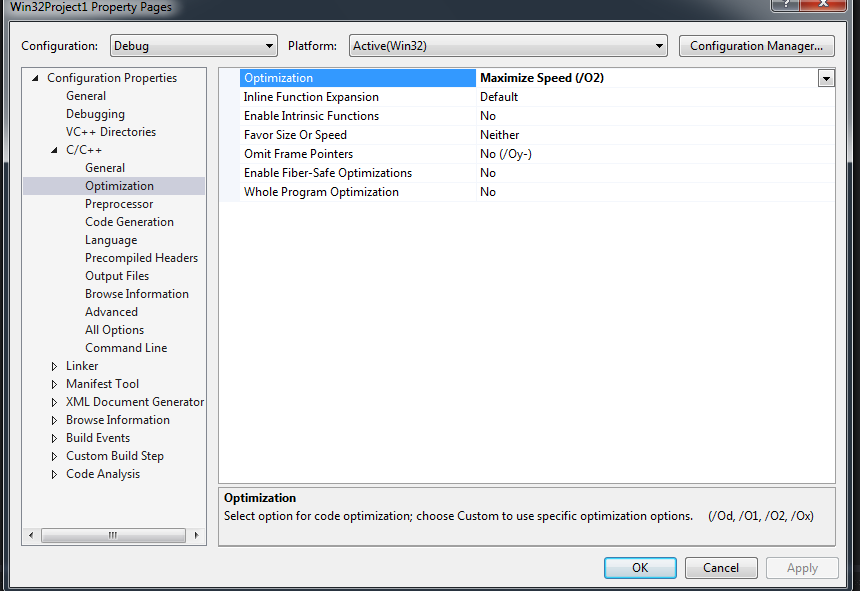 Win32Project1 Property Pages
Configuration: Debug Platform: Active(Win32) Configuration Manager...
Configuration Properties
General
Debugging
VC++ Directories
C/C++
General
Optimization
Preprocessor
Code Generation
Language
Precompiled Headers
Output Files
Browse Information
Advanced
All Options
Command Line
Linker
Manifest Tool
XML Document Generator
Browse Information
Build Events
Custom Build Step
Code Analysis
Optimization Maximize Speed (/O2)
Inline Function Expansion Default
Enable Intrinsic Functions No
Favor Size Or Speed Neither
Omit Frame Pointers No (/Oy-)
Enable Fiber-Safe Optimizations No
Whole Program Optimization No
Optimization
Select option for code optimization; choose Custom to use specific optimization options. (/Od, /O1, /O2, /Ox)
OK Cancel Apply